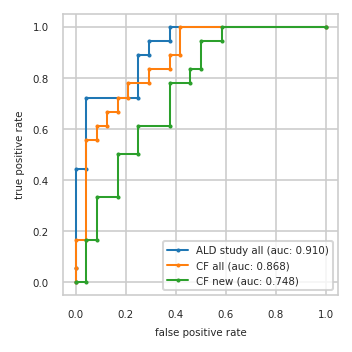 1.0
0.8
0.6
0.4
0.2
0.0
true positive rate
ALD study all (auc: 0.910)
CF all (auc: 0.868)
CF new (auc: 0.748)
0.0 0.2 0.4 0.6 0.8 1.0
false positive rate